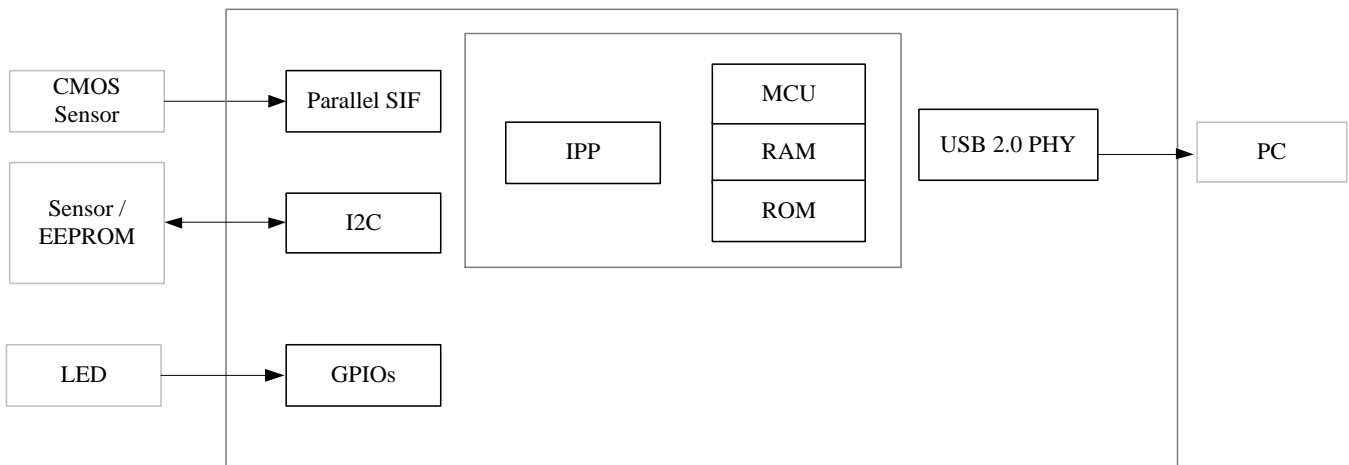 CMOS
Sensor
Parallel SIF
MCU
IPP
RAM
USB 2.0 PHY
PC
Sensor /
EEPROM
I2C
ROM
LED
GPIOs